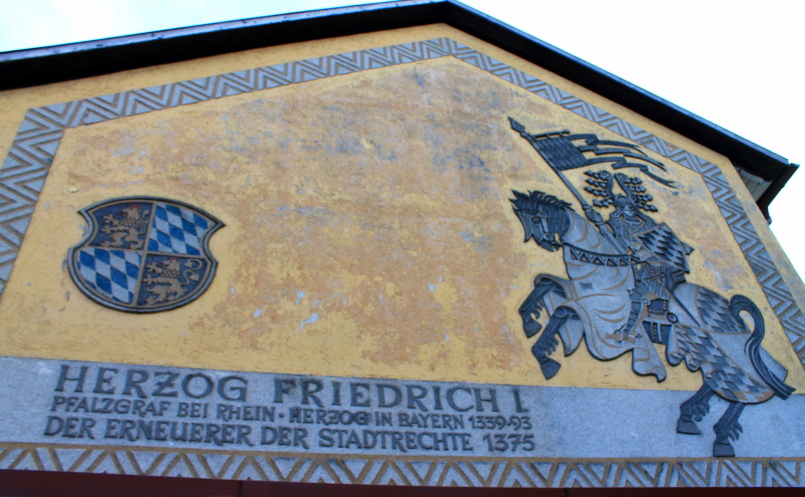 HERZOG FRIEDRICH I.
PFALZGRAF BEI RHEIN · HERZOG IN BAYERN 1339-93
DER ERNEUERER DER STADTRECHTE 1375